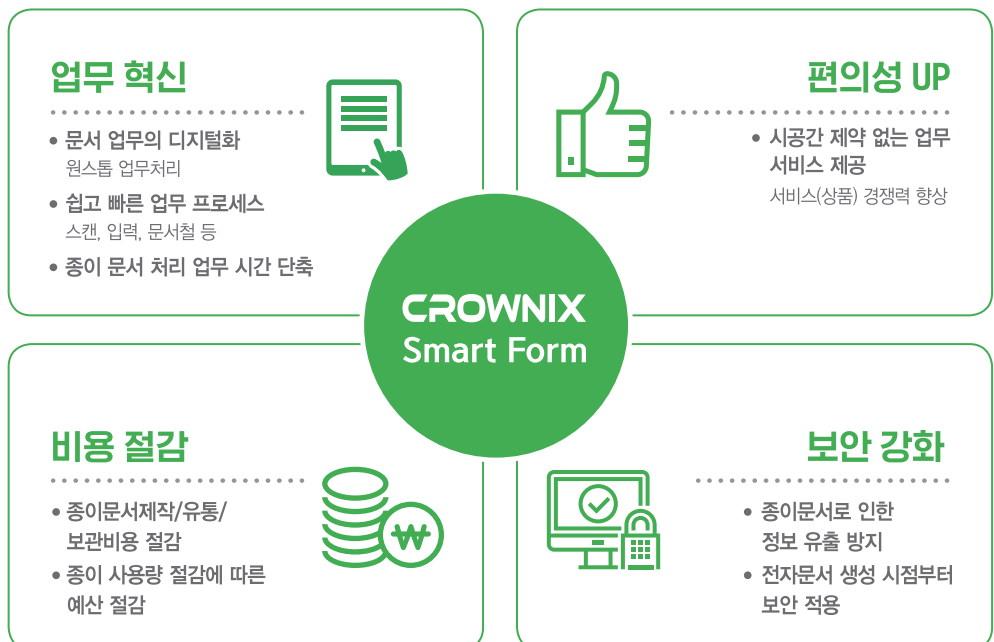 업무 혁신
• 문서 업무의 디지털화
원스톱 업무처리
• 쉽고 빠른 업무 프로세스
스캔, 입력, 문서철 등
• 종이 문서 처리 업무 시간 단축
편의성 UP
• 시공간 제약 없는 업무
서비스 제공
서비스(상품) 경쟁력 향상
CROWNIX
Smart Form
비용 절감
• 종이문서제작/유통/
보관비용 절감
• 종이 사용량 절감에 따른
예산 절감
₩
보안 강화
• 종이문서로 인한
정보 유출 방지
• 전자문서 생성 시점부터
보안 적용